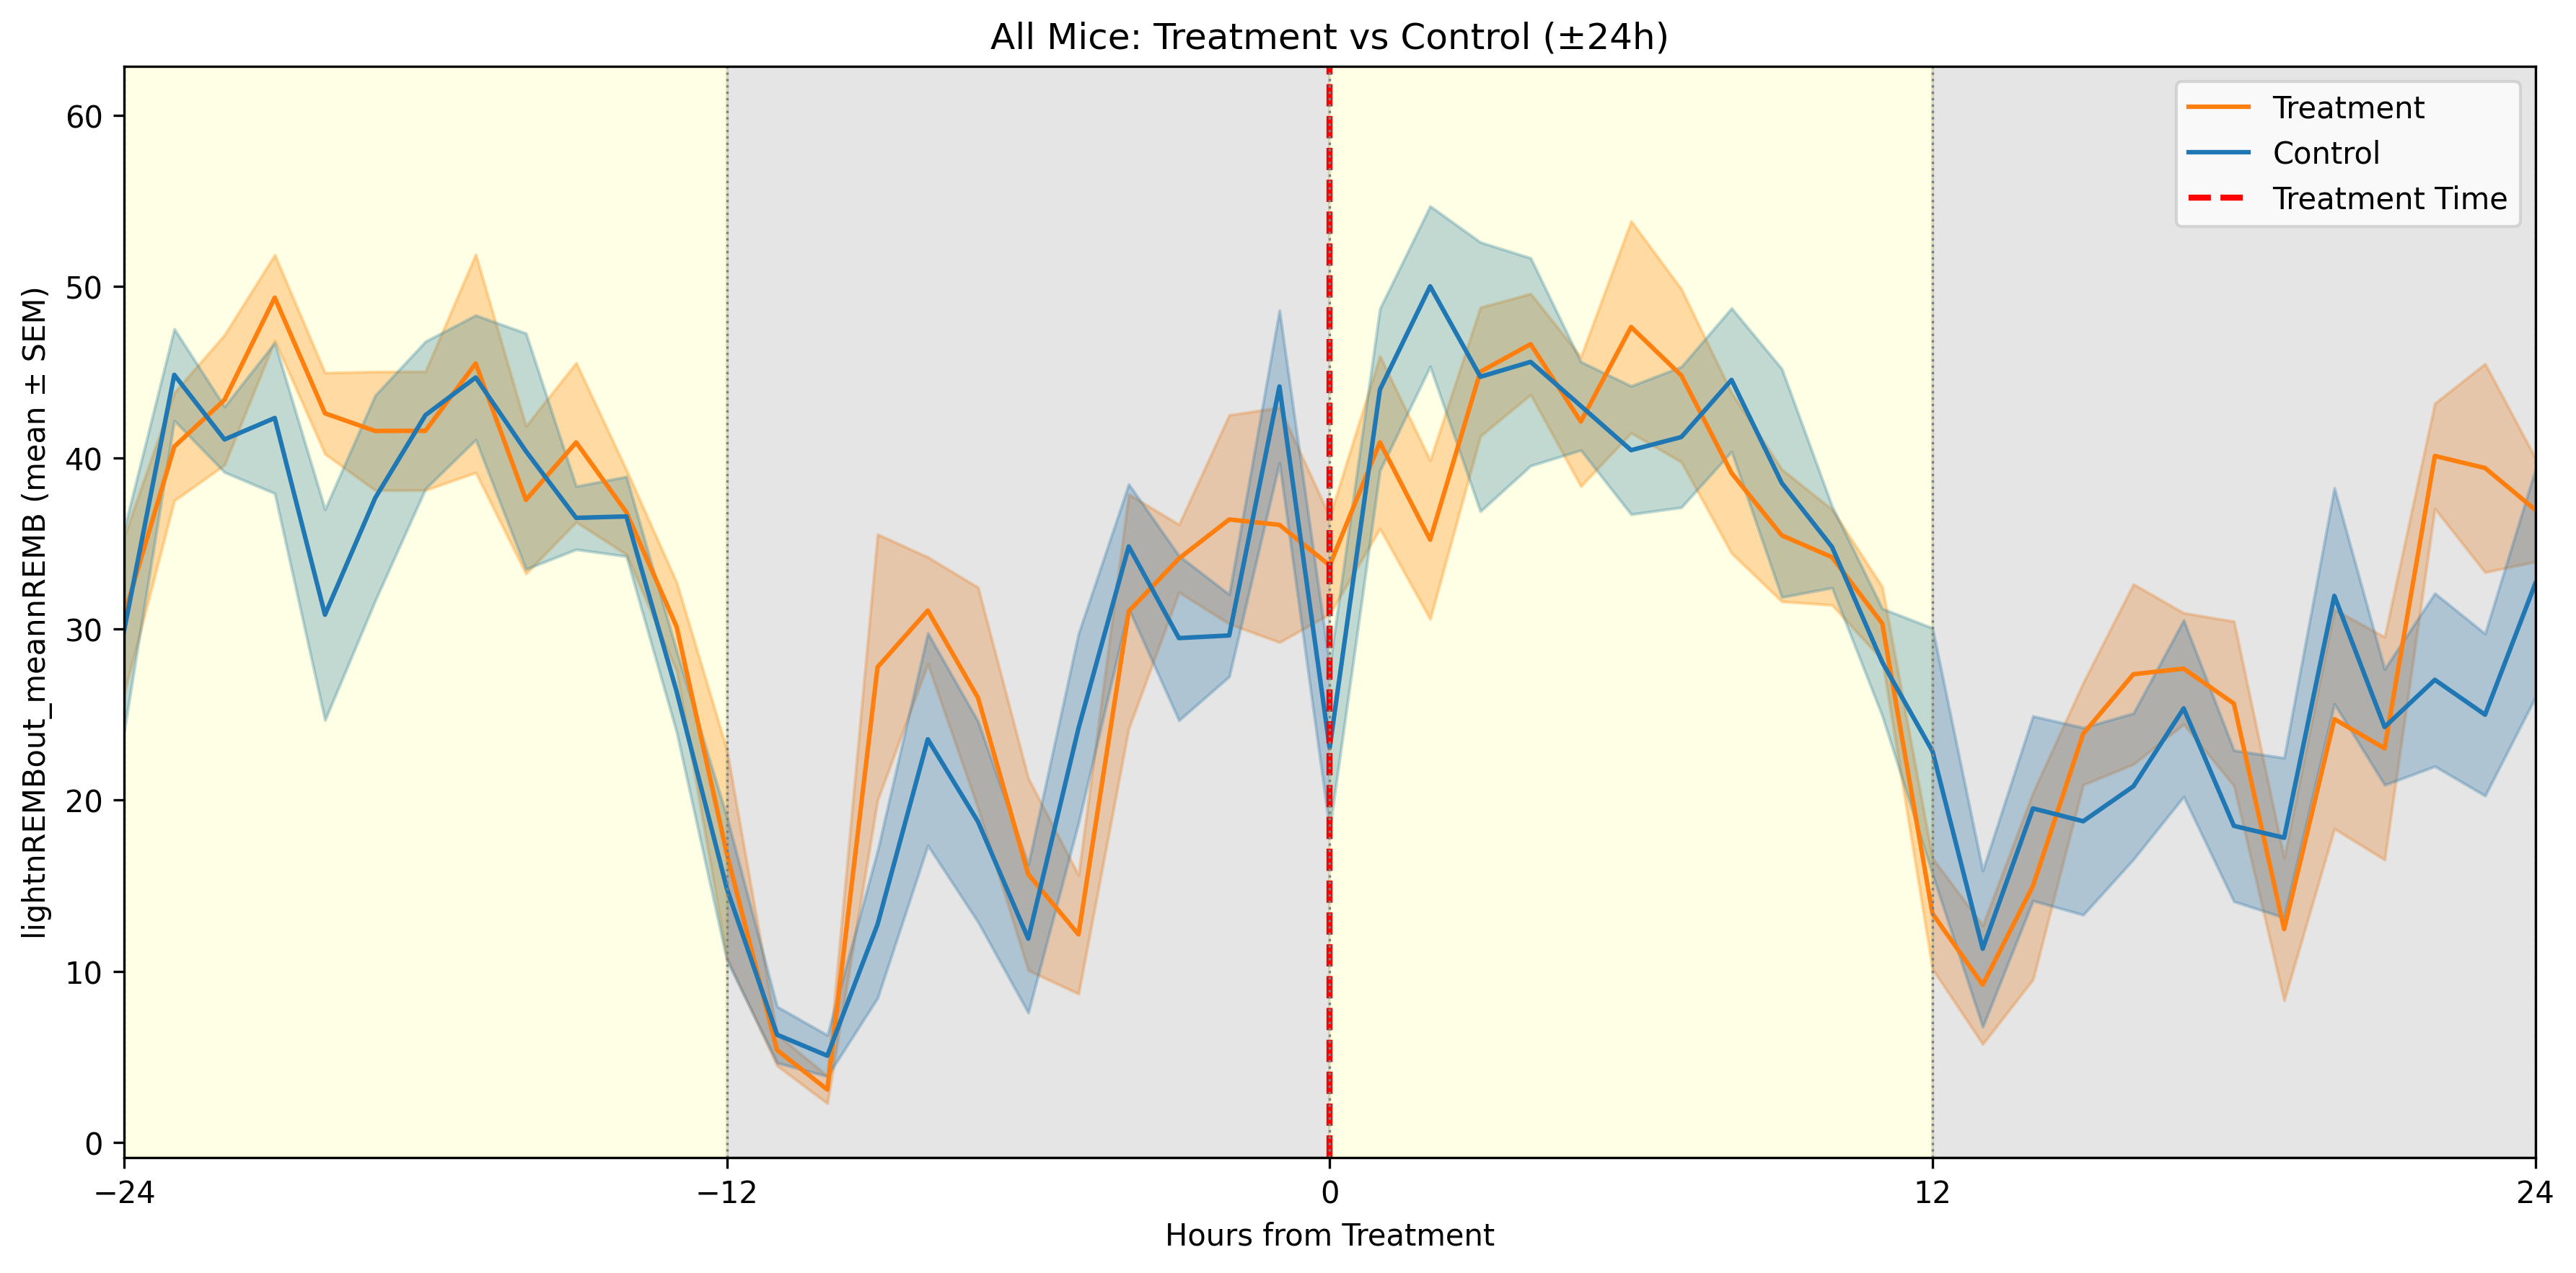 All Mice: Treatment vs Control (±24h)
lightnREMBout_meannREMB (mean ± SEM)
60
50
40
30
20
10
0
Treatment
Control
Treatment Time
−24
−12
0
12
24
Hours from Treatment